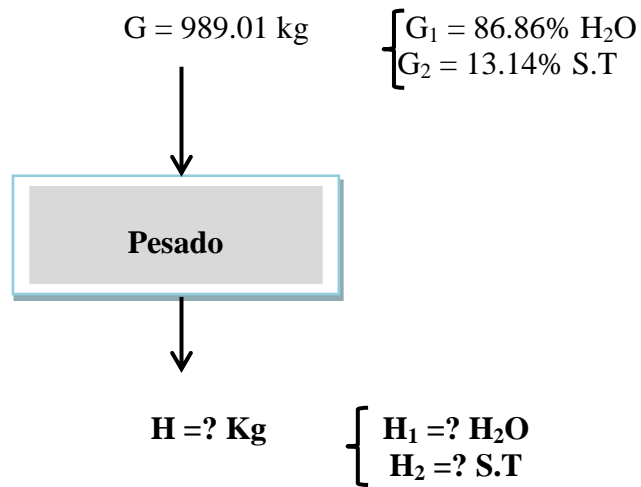 G = 989.01 kg
G₁ = 86.86% H₂O
G₂ = 13.14% S.T
Pesado
H =? Kg
H₁ =? H₂O
H₂ =? S.T